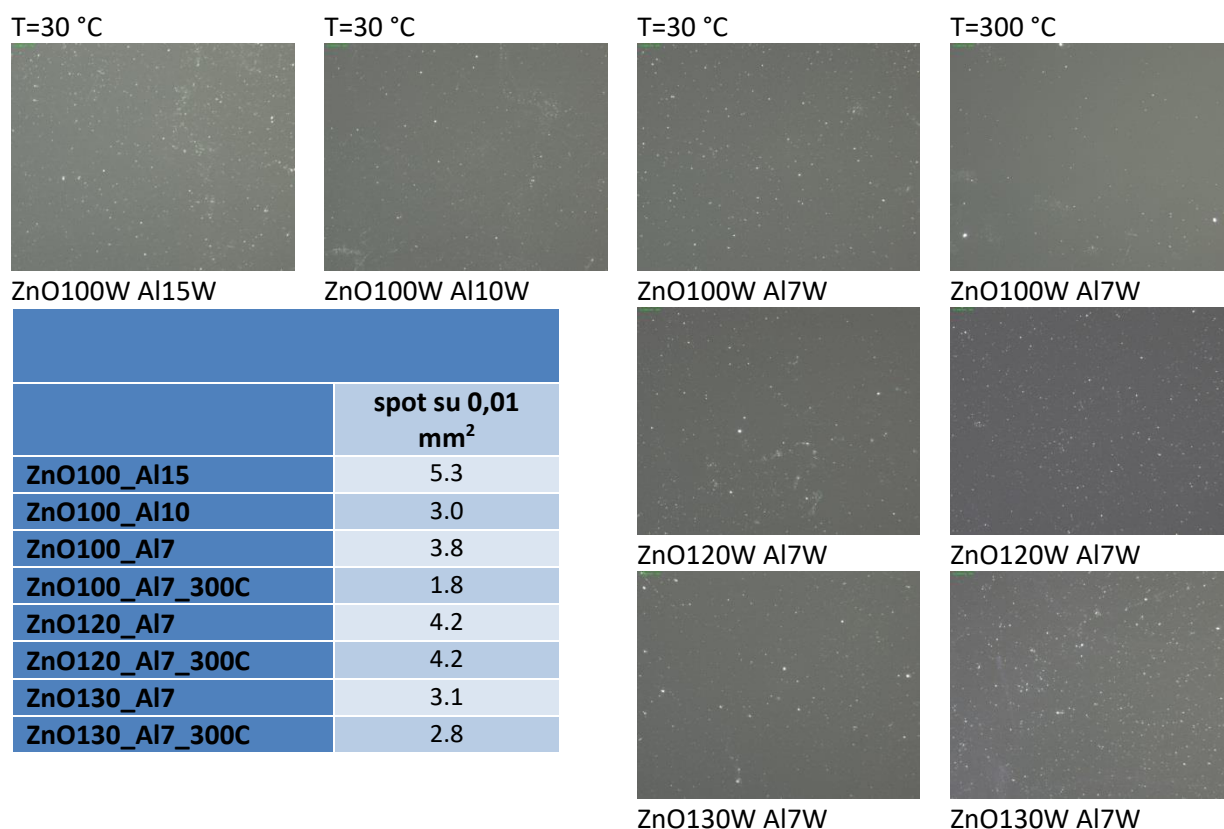 T=30 °C
T=30 °C
T=30 °C
T=300 °C
ZnO100W Al15W
ZnO100W Al10W
ZnO100W Al7W
ZnO100W Al7W
spot su 0,01
mm²
ZnO100_Al15 5.3
ZnO100_Al10 3.0
ZnO100_Al7 3.8
ZnO100_Al7_300C 1.8
ZnO120_Al7 4.2
ZnO120_Al7_300C 4.2
ZnO130_Al7 3.1
ZnO130_Al7_300C 2.8
ZnO120W Al7W
ZnO120W Al7W
ZnO130W Al7W
ZnO130W Al7W